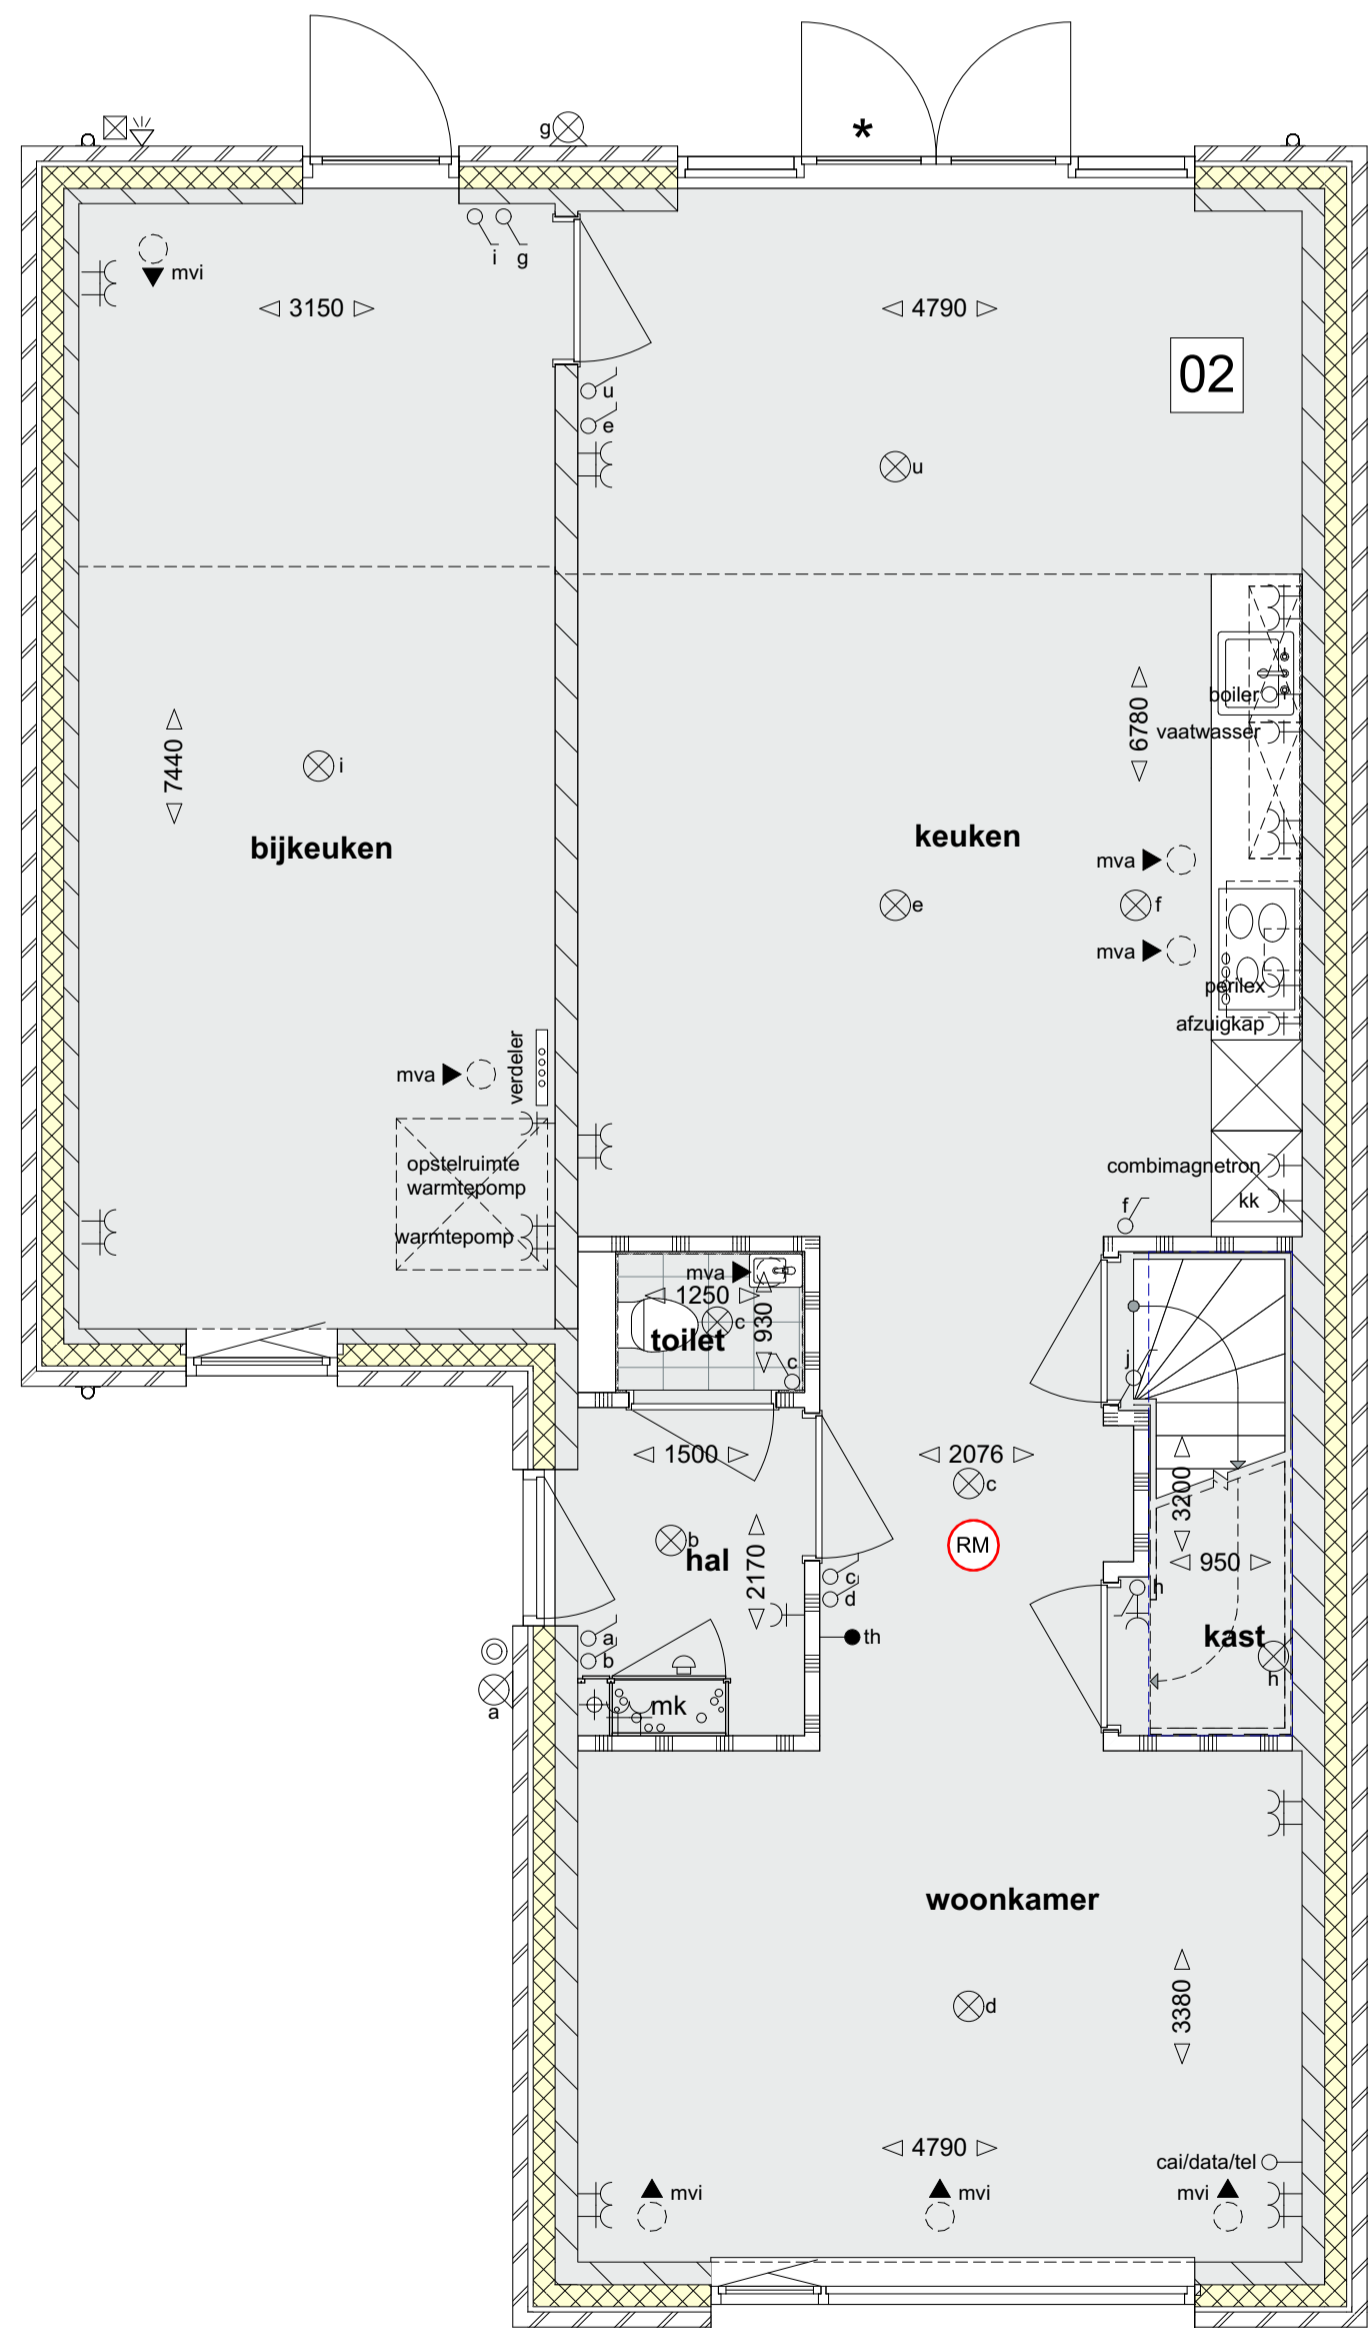 g
*
mvi
i g
3150
4790
02
u
e
u
boiler
vaatwasser
7440
6780
i
bijkeuken
keuken
mva
e
f
mva
perilex
afzuigkap
verdeler
mva
opstelruimte
warmtepomp
warmtepomp
combimagnetron
kk
f
mva
1250
930
c
toilet
c
j
1500
2076
c
3200
b
hal
2170
RM
950
c
d
h
a
b
th
kast
h
a
mk
woonkamer
d
3380
4790
cai/data/tel
mvi
mvi
mvi